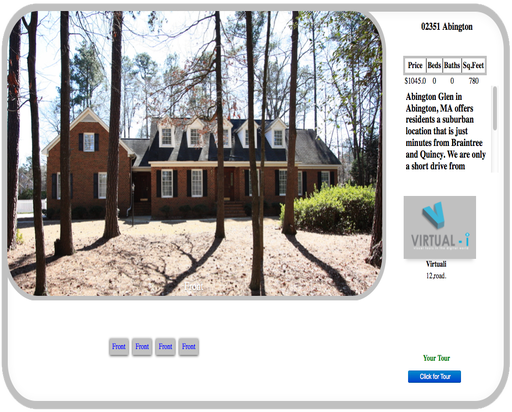 02351 Abington
Price Beds Baths Sq.Feet
$1045.0 0 0 780
Abington Glen in
Abington, MA offers
residents a suburban
location that is just
minutes from Braintree
and Quincy. We are only
a short drive from
VIRTUAL - i
Virtuali
12,road.
Front
Front Front Front Front
Your Tour
Click for Tour